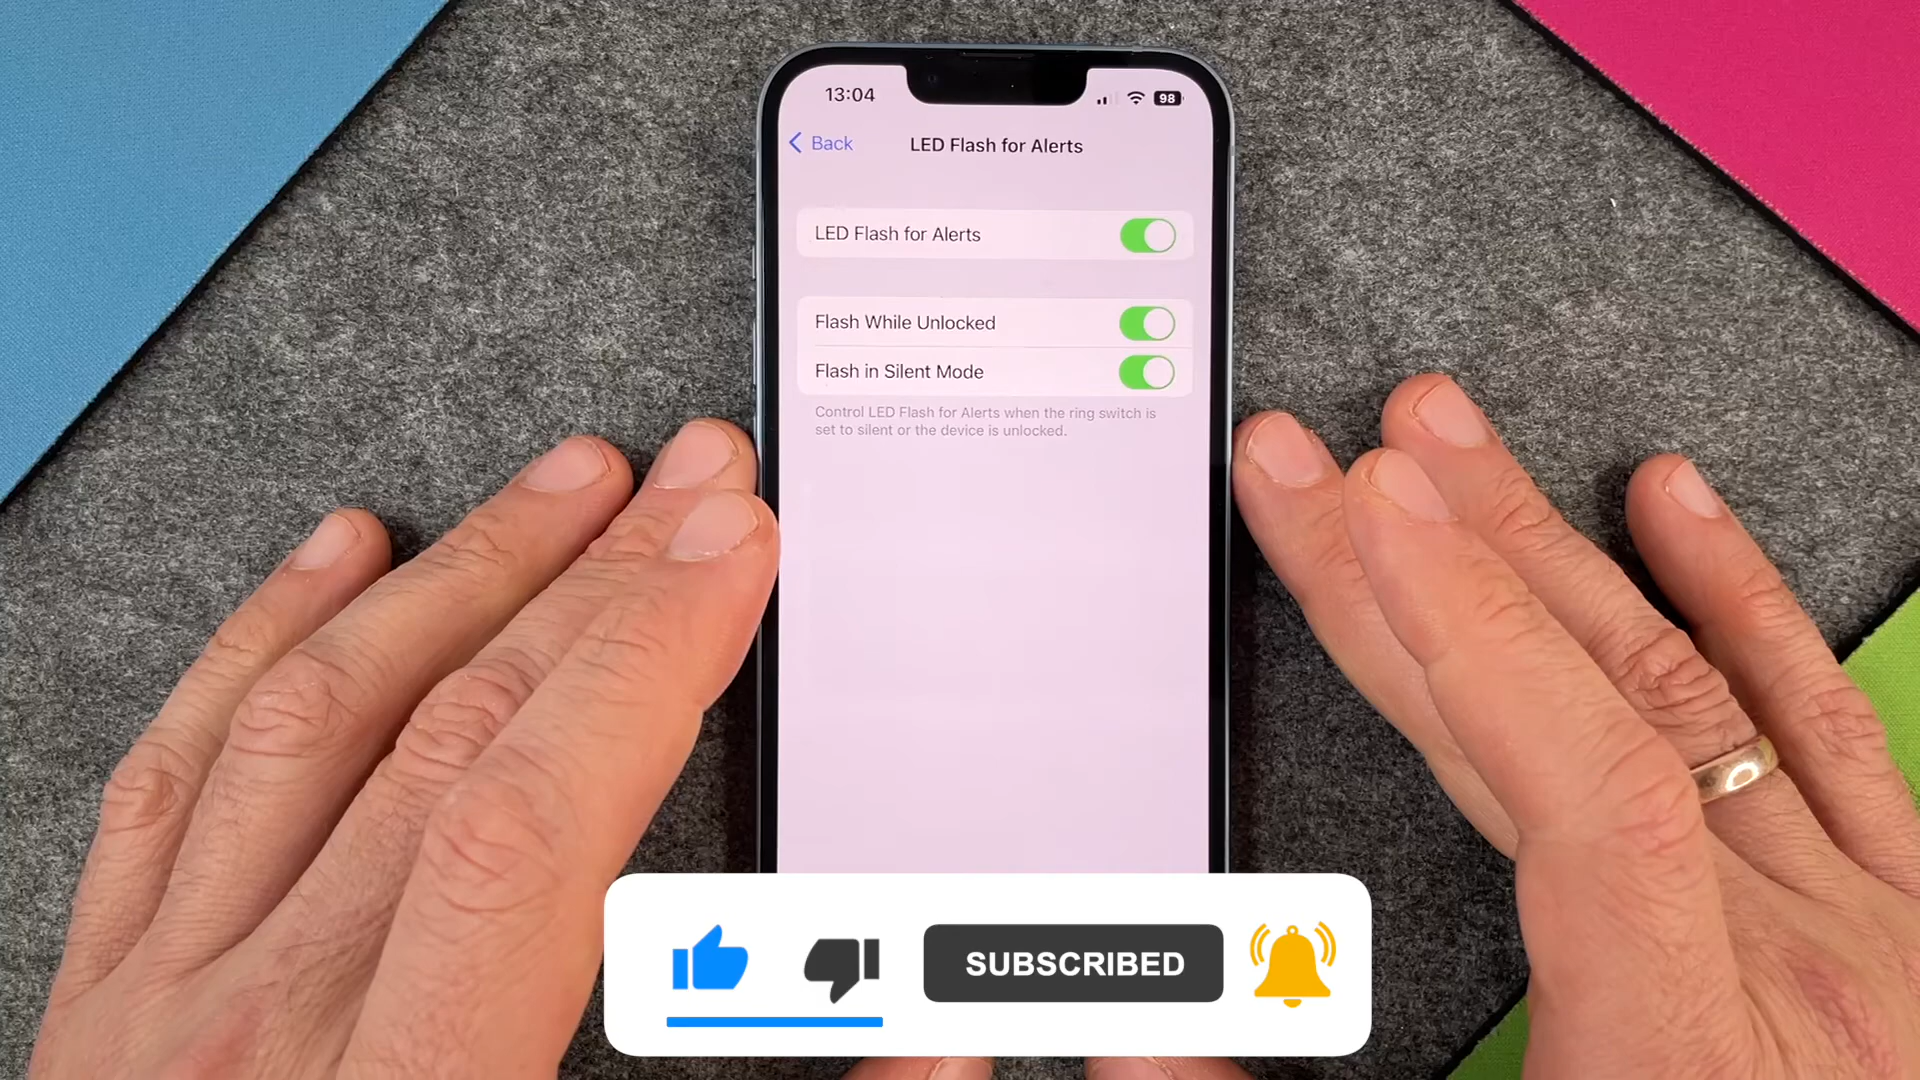 13:04
98
Back
LED Flash for Alerts
LED Flash for Alerts
Flash While Unlocked
Flash in Silent Mode
Control LED Flash for Alerts when the ring switch is
set to silent or the device is unlocked.
SUBSCRIBED